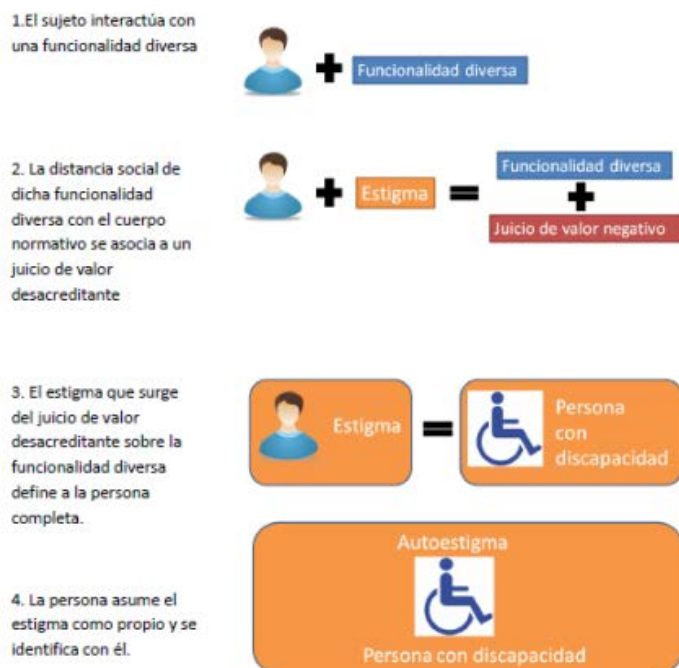 1.El sujeto interactúa con
una funcionalidad diversa
Funcionalidad diversa
2. La distancia social de
dicha funcionalidad
diversa con el cuerpo
normativo se asocia a un
juicio de valor
desacreditante
Estigma
Funcionalidad diversa
Juicio de valor negativo
3. El estigma que surge
del juicio de valor
desacreditante sobre la
funcionalidad diversa
define a la persona
completa.
Estigma
Persona
con
discapacidad
4. La persona asume el
estigma como propio y se
identifica con él.
Autoestigma
Persona con discapacidad